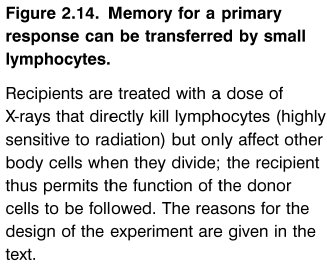 Figure 2.14. Memory for a primary
response can be transferred by small
lymphocytes.
Recipients are treated with a dose of
X-rays that directly kill lymphocytes (highly
sensitive to radiation) but only affect other
body cells when they divide; the recipient
thus permits the function of the donor
cells to be followed. The reasons for the
design of the experiment are given in the
text.